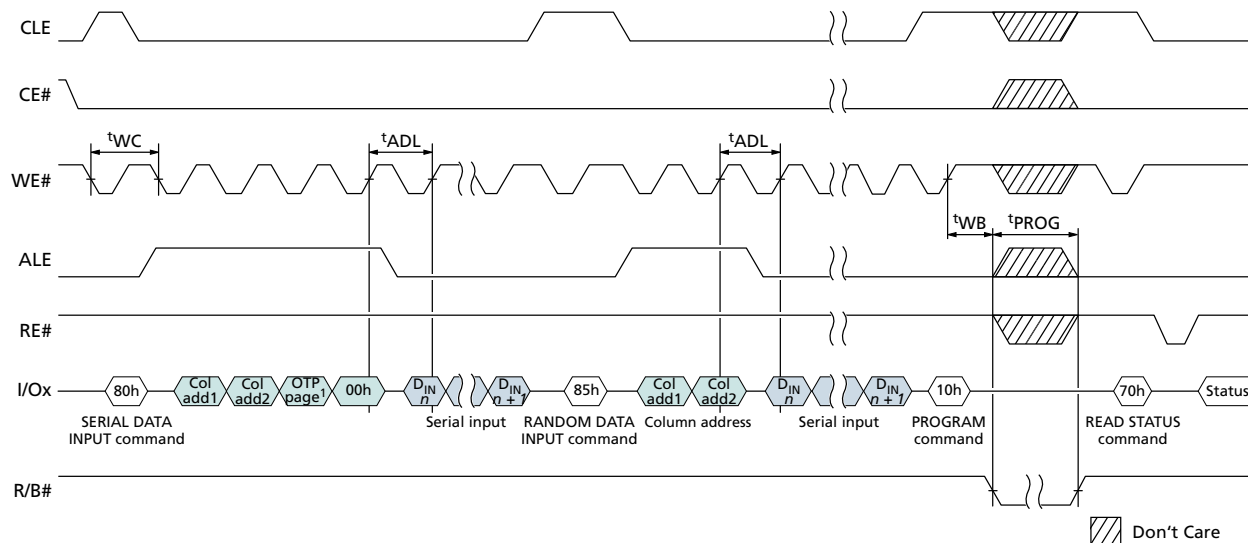 CLE
CE#
tWC
tADL
tADL
WE#
tWB
tPROG
ALE
RE#
I/Ox
80h
Col add1
Col add2
OTP page1
00h
DIN n
DIN n + 1
85h
Col add1
Col add2
DIN n
DIN n + 1
10h
70h
Status
SERIAL DATA
INPUT command
Serial input
RANDOM DATA
INPUT command
Column address
Serial input
PROGRAM
command
READ STATUS
command
R/B#
Don't Care